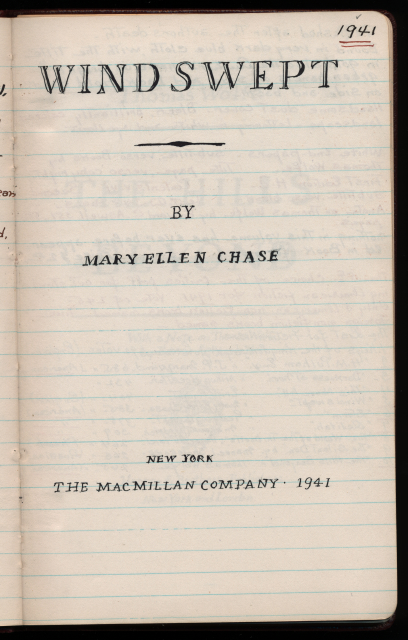 1941
WINDSWEPT
BY
MARY ELLEN CHASE
NEW YORK
THE MACMILLAN COMPANY · 1941